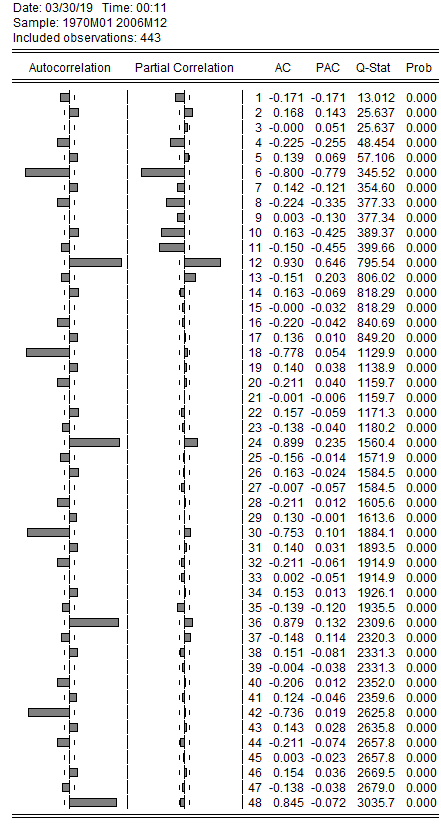 Date: 03/30/19 Time: 00:11
Sample: 1970M01 2006M12
Included observations: 443
Autocorrelation Partial Correlation AC PAC Q-Stat Prob
1 -0.171 -0.171 13.012 0.000
2 0.168 0.143 25.637 0.000
3 -0.000 0.051 25.637 0.000
4 -0.225 -0.255 48.454 0.000
5 0.139 0.069 57.106 0.000
6 -0.800 -0.779 345.52 0.000
7 0.142 -0.121 354.60 0.000
8 -0.224 -0.335 377.33 0.000
9 0.003 -0.130 377.34 0.000
10 0.163 -0.425 389.37 0.000
11 -0.150 -0.455 399.66 0.000
12 0.930 0.646 795.54 0.000
13 -0.151 0.203 806.02 0.000
14 0.163 -0.069 818.29 0.000
15 -0.000 -0.032 818.29 0.000
16 -0.220 -0.042 840.69 0.000
17 0.136 0.010 849.20 0.000
18 -0.778 0.054 1129.9 0.000
19 0.140 0.038 1138.9 0.000
20 -0.211 0.040 1159.7 0.000
21 -0.001 -0.006 1159.7 0.000
22 0.157 -0.059 1171.3 0.000
23 -0.138 -0.040 1180.2 0.000
24 0.899 0.235 1560.4 0.000
25 -0.156 -0.014 1571.9 0.000
26 0.163 -0.024 1584.5 0.000
27 -0.007 -0.057 1584.5 0.000
28 -0.211 0.012 1605.6 0.000
29 0.130 -0.001 1613.6 0.000
30 -0.753 0.101 1884.1 0.000
31 0.140 0.031 1893.5 0.000
32 -0.211 -0.061 1914.9 0.000
33 0.002 -0.051 1914.9 0.000
34 0.153 0.013 1926.1 0.000
35 -0.139 -0.120 1935.5 0.000
36 0.879 0.132 2309.6 0.000
37 -0.148 0.114 2320.3 0.000
38 0.151 -0.081 2331.3 0.000
39 -0.004 -0.038 2331.3 0.000
40 -0.206 0.012 2352.0 0.000
41 0.124 -0.046 2359.6 0.000
42 -0.736 0.019 2625.8 0.000
43 0.143 0.028 2635.8 0.000
44 -0.211 -0.074 2657.8 0.000
45 0.003 -0.023 2657.8 0.000
46 0.154 0.036 2669.5 0.000
47 -0.138 -0.038 2679.0 0.000
48 0.845 -0.072 3035.7 0.000